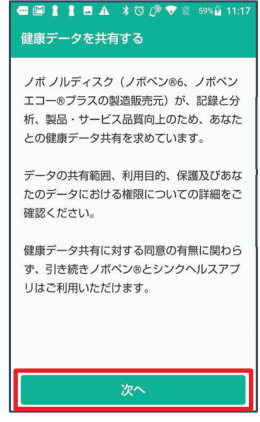 59% 11:17
健康データを共有する
ノボ ノルディスク（ノボペン®6、ノボペン
エコー®プラスの製造販売元）が、記録と分
析、製品・サービス品質向上のため、あなた
との健康データ共有を求めています。
データの共有範囲、利用目的、保護及びあな
たのデータにおける権限についての詳細をご
確認ください。
健康データ共有に対する同意の有無に関わら
ず、引き続きノボペン®とシンクヘルスアプ
リはご利用いただけます。
次へ